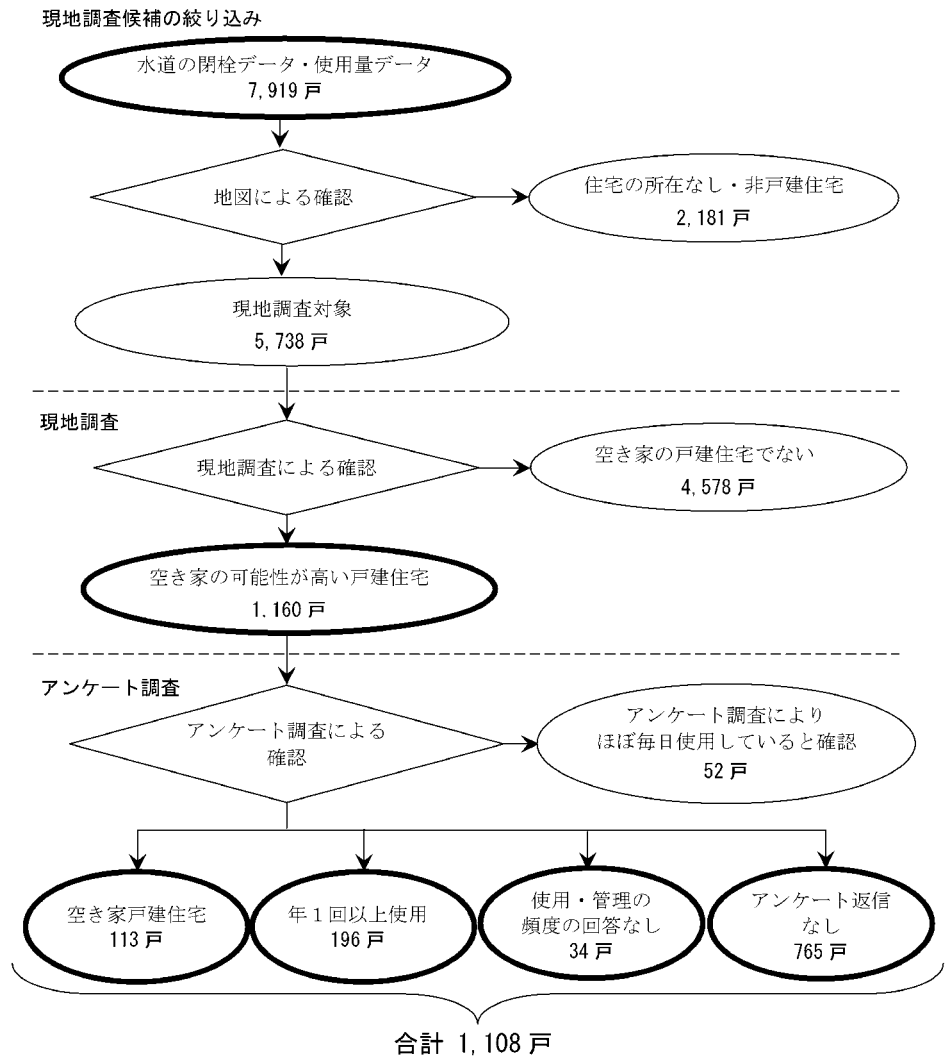 現地調査候補の絞り込み
水道の閉栓データ・使用量データ
7,919 戸
地図による確認
住宅の所在なし・非戸建住宅
2,181 戸
現地調査対象
5,738 戸
現地調査
現地調査による確認
空き家の戸建住宅でない
4,578 戸
空き家の可能性が高い戸建住宅
1,160 戸
アンケート調査
アンケート調査による
確認
アンケート調査により
ほぼ毎日使用していると確認
52 戸
空き家戸建住宅
113 戸
年１回以上使用
196 戸
使用・管理の
頻度の回答なし
34 戸
アンケート返信
なし
765 戸
合計 1,108 戸